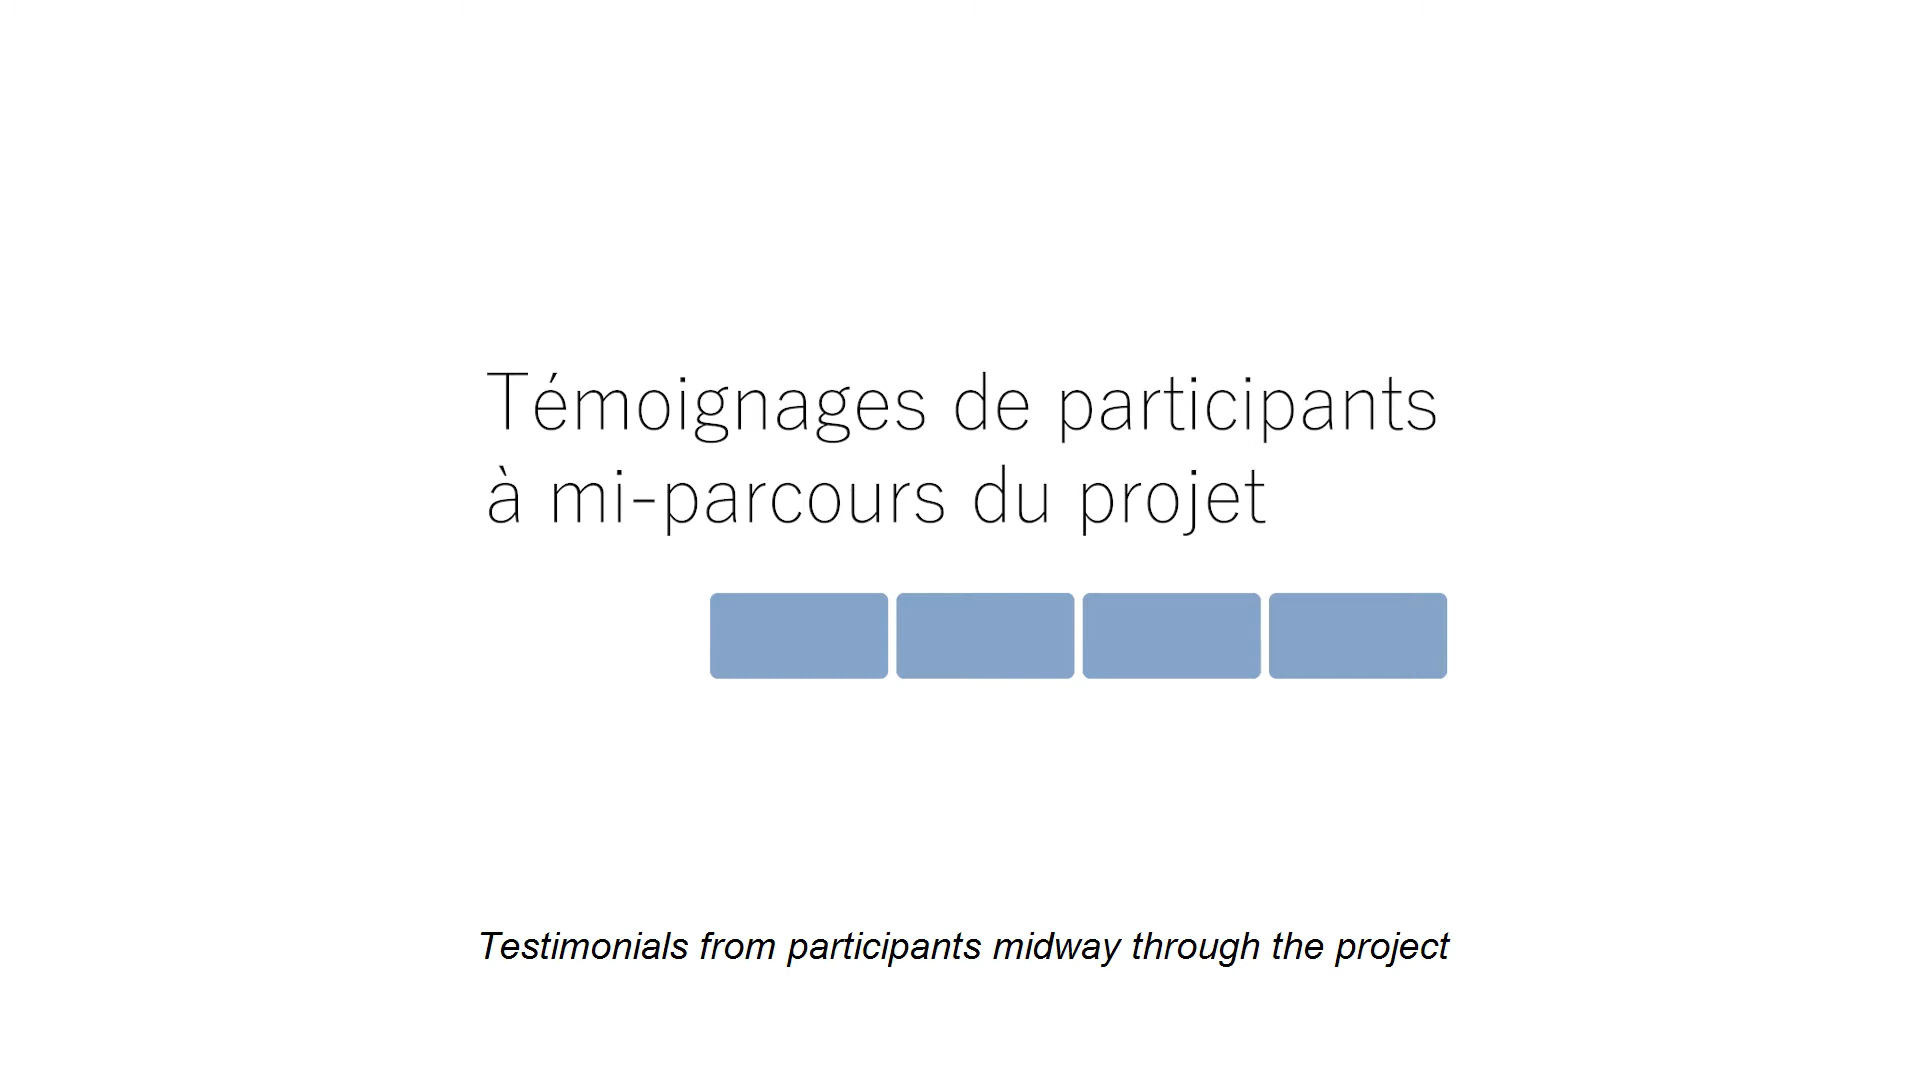 Témoignages de participants
à mi-parcours du projet
Testimonials from participants midway through the project